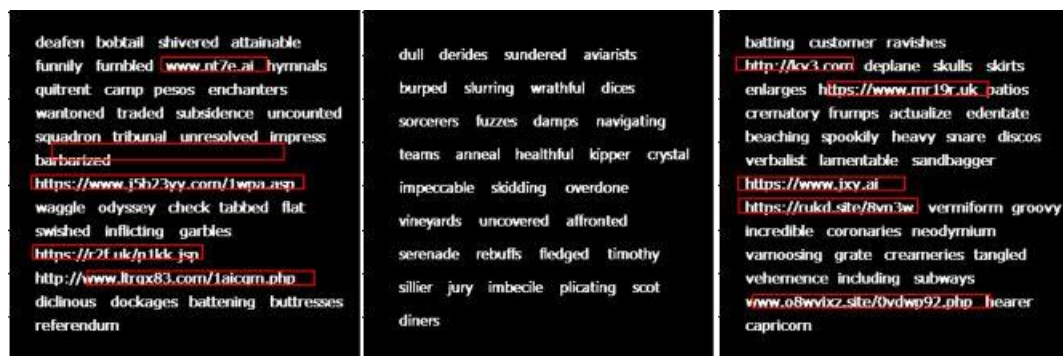 deafen bobtail shivered attainable
funnily fumbled www.nt7e.ai hymnals
quitrent camp pesos enchanters
wantoned traded subsidence uncounted
squadron tribunal unresolved impress
barbarized
https://www.j5h23yy.com/1wpa.asp
waggle odyssey check tabbed flat
swished inflicting garbles
https://r2f.uk/p1kk.jsp
http://www.ltrqx83.com/1aicqm.php
diclinous dockages battening buttresses
referendum
dull derides sundered aviarists
burped slurring wrathful dices
sorcerers fuzzes damps navigating
teams anneal healthful kipper crystal
impeccable skidding overdone
vineyards uncovered affronted
serenade rebuffs fledged timothy
sillier jury imbecile plicating scot
diners
batting customer ravishes
http://kv3.com deplane skulls skirts
enlarges https://www.mr19r.uk patios
crematory frumps actualize edentate
beaching spookily heavy snare discos
verbalist lamentable sandbagger
https://www.jxy.ai
https://rukd.site/8vn3w vermiform groovy
incredible coronaries neodymium
vamoosing grate creameries tangled
vehemence including subways
www.o8wvixz.site/0vdwp92.php hearer
capricorn